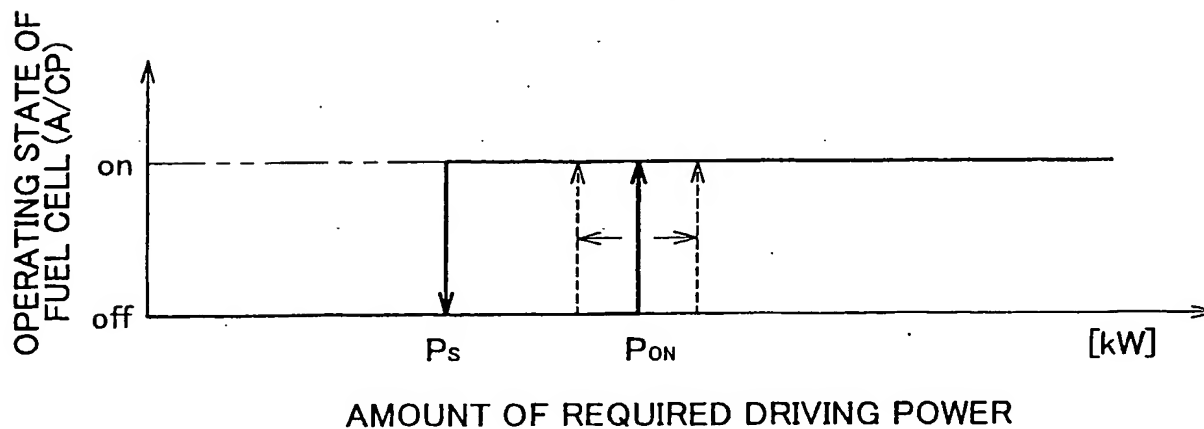 OPERATING STATE OF
FUEL CELL (A/CP)
on
off
PS
PON
[kW]
AMOUNT OF REQUIRED DRIVING POWER